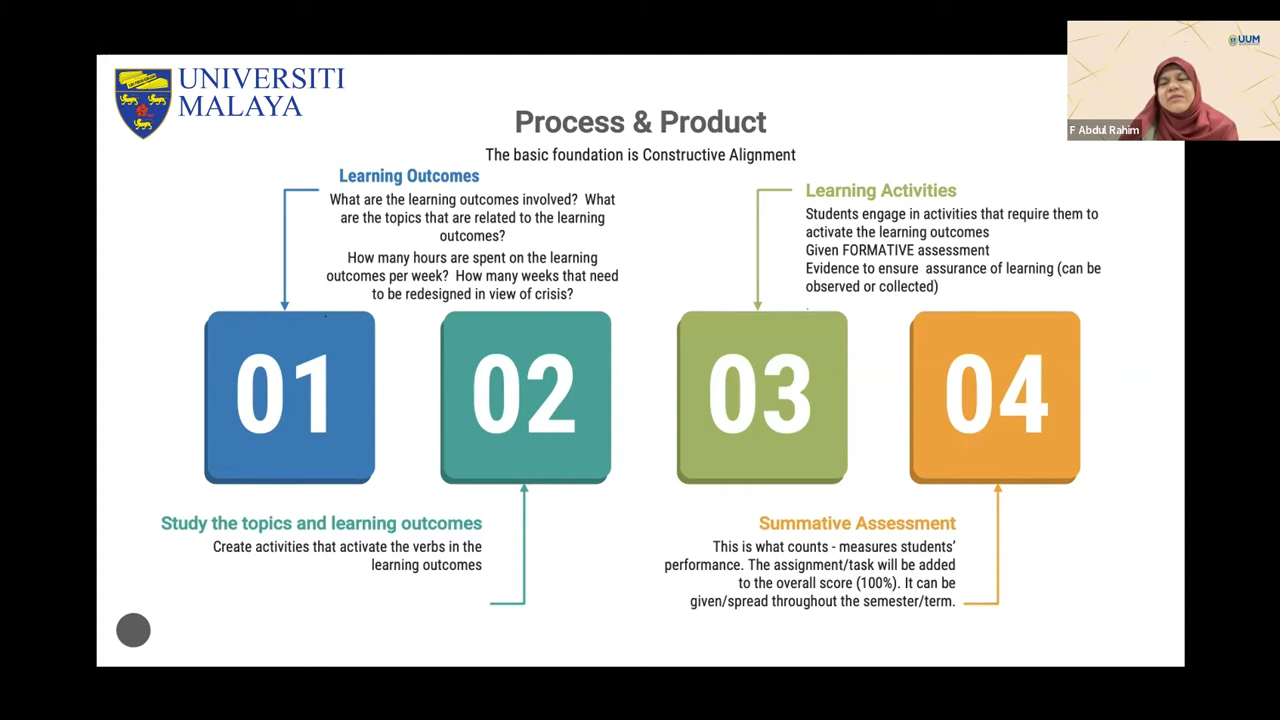 UNIVERSITI
MALAYA
UUM
F Abdul Rahim
Process & Product
The basic foundation is Constructive Alignment
Learning Outcomes
What are the learning outcomes involved? What
are the topics that are related to the learning
outcomes?
How many hours are spent on the learning
outcomes per week? How many weeks that need
to be redesigned in view of crisis?
Learning Activities
Students engage in activities that require them to
activate the learning outcomes
Given FORMATIVE assessment
Evidence to ensure assurance of learning (can be
observed or collected)
01
02
03
04
Study the topics and learning outcomes
Create activities that activate the verbs in the
learning outcomes
Summative Assessment
This is what counts - measures students’
performance. The assignment/task will be added
to the overall score (100%). It can be
given/spread throughout the semester/term.